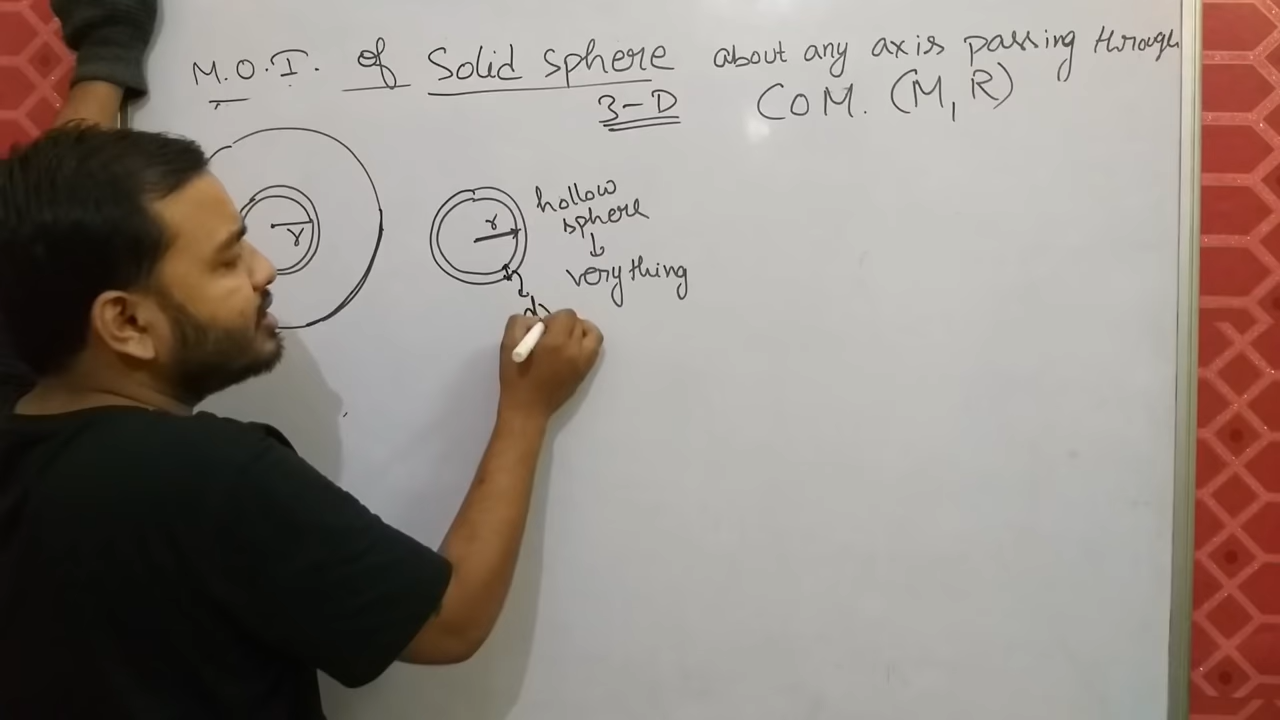 M.O.I. of Solid sphere about any axis passing through
3-D COM. (M, R)
r
r
hollow
sphere
↓
very thing